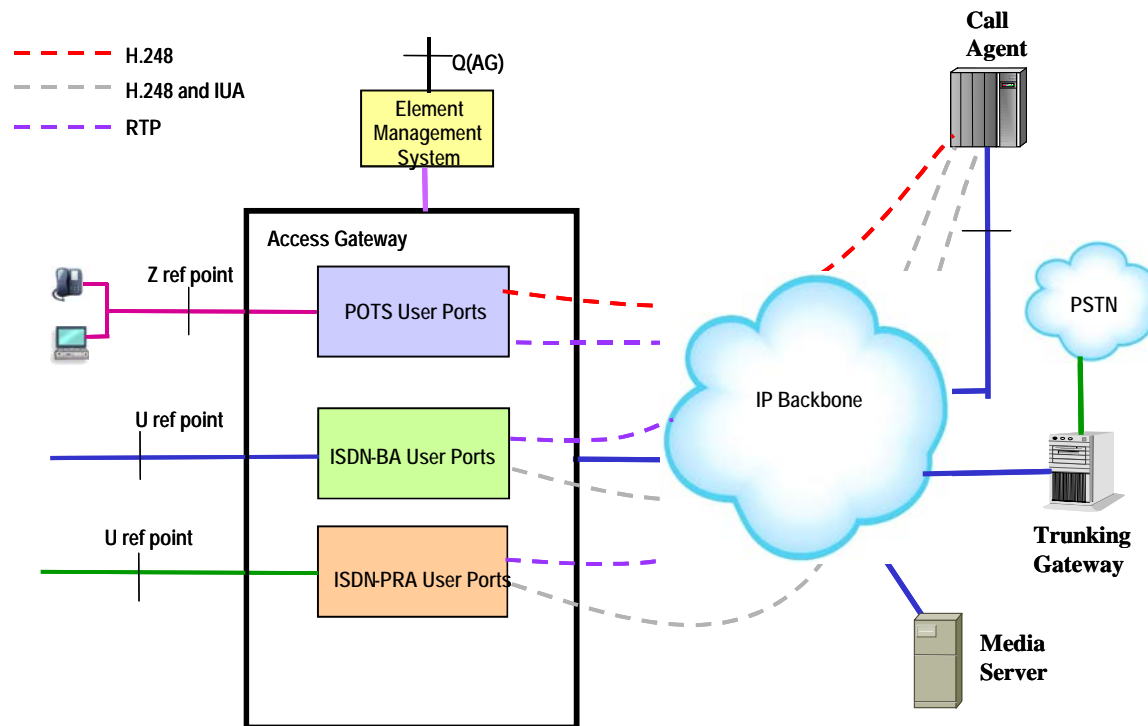 H.248
H.248 and IUA
RTP
Q(AG)
Element
Management
System
Call
Agent
Access Gateway
Z ref point
POTS User Ports
PSTN
IP Backbone
U ref point
ISDN-BA User Ports
U ref point
ISDN-PRA User Ports
Trunking
Gateway
Media
Server